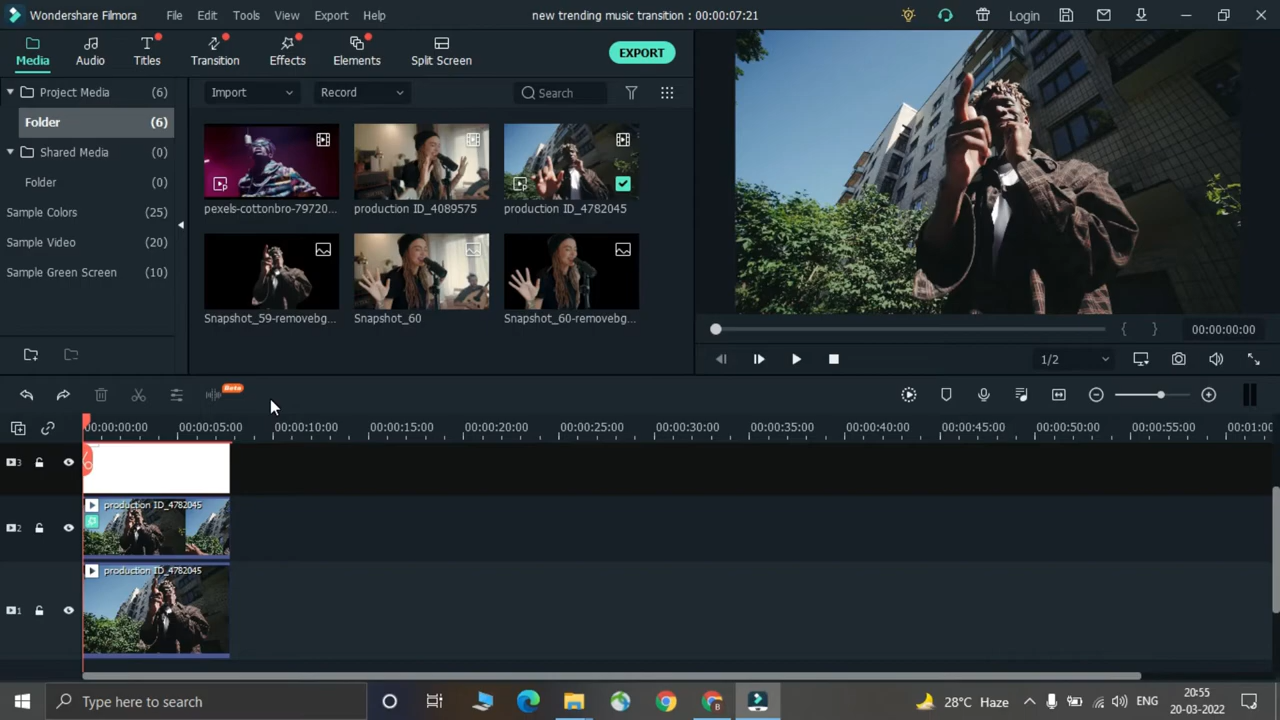 Wondershare Filmora File Edit Tools View Export Help new trending music transition : 00:00:07:21 Login
Media Audio Titles Transition Effects Elements Split Screen EXPORT
Project Media (6) Import Record Search
Folder (6)
Shared Media (0)
Folder (0)
Sample Colors (25)
Sample Video (20)
Sample Green Screen (10)
pexels-cottonbro-79720... production ID_4089575 production ID_4782045
Snapshot_59-removebg... Snapshot_60 Snapshot_60-removebg...
{ } 00:00:00:00
1/2
Beta
00:00:00:00 00:00:05:00 00:00:10:00 00:00:15:00 00:00:20:00 00:00:25:00 00:00:30:00 00:00:35:00 00:00:40:00 00:00:45:00 00:00:50:00 00:00:55:00 00:01:0
3
production ID_4782045
2
production ID_4782045
1
Type here to search 28°C Haze ENG 20:55
20-03-2022